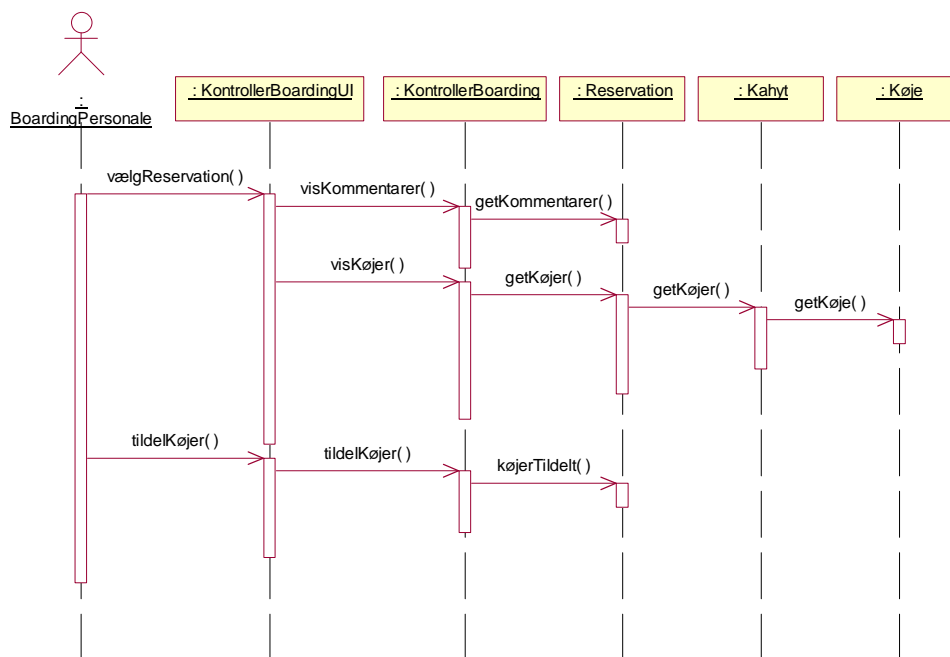 : KontrollerBoardingUI
: KontrollerBoarding
: Reservation
: Kahyt
: Køje
:
BoardingPersonale
vælgReservation( )
visKommentarer( )
getKommentarer( )
visKøjer( )
getKøjer( )
getKøjer( )
getKøje( )
tildelKøjer( )
tildelKøjer( )
køjerTildelt( )